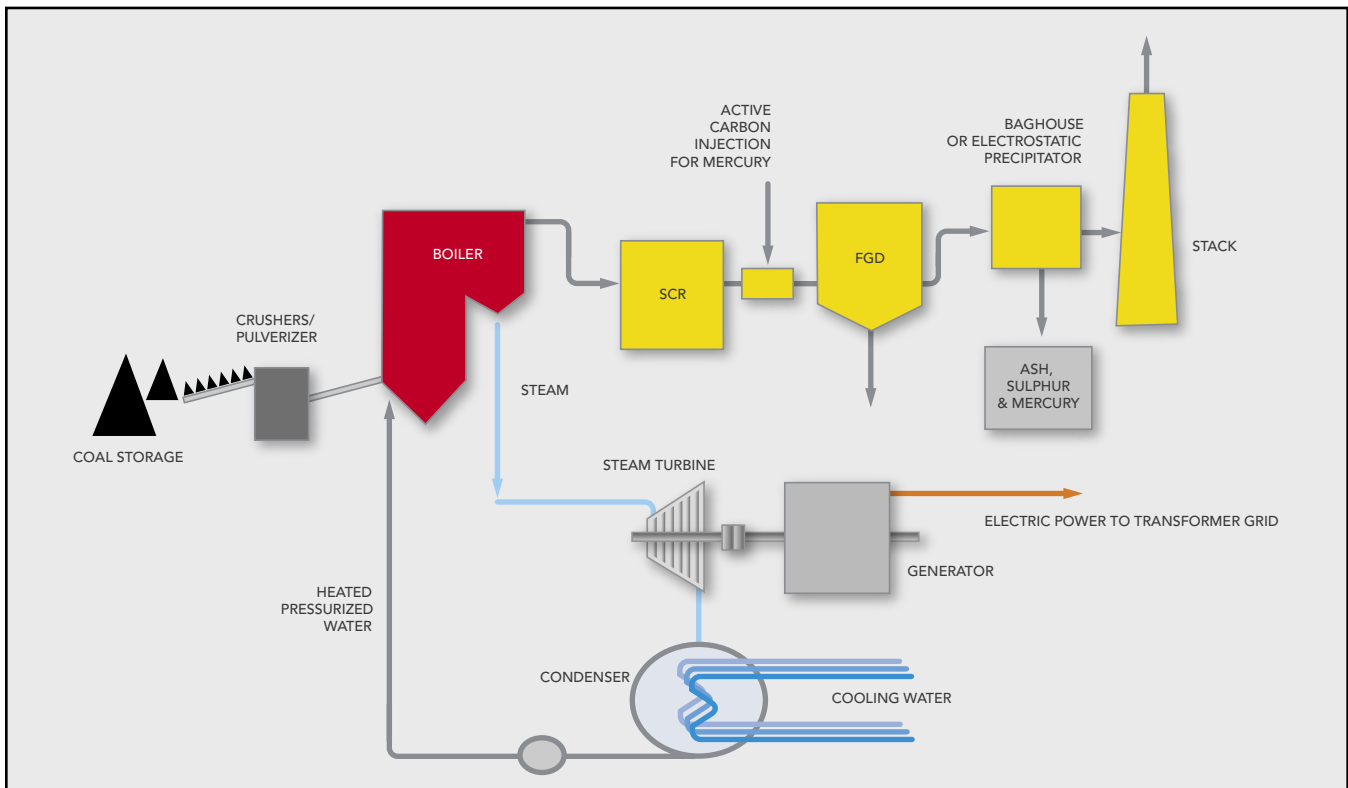 ACTIVE
CARBON
INJECTION
FOR MERCURY
BAGHOUSE
OR ELECTROSTATIC
PRECIPITATOR
BOILER
SCR
FGD
STACK
CRUSHERS/
PULVERIZER
COAL STORAGE
STEAM
ASH,
SULPHUR
& MERCURY
STEAM TURBINE
ELECTRIC POWER TO TRANSFORMER GRID
GENERATOR
HEATED
PRESSURIZED
WATER
CONDENSER
COOLING WATER